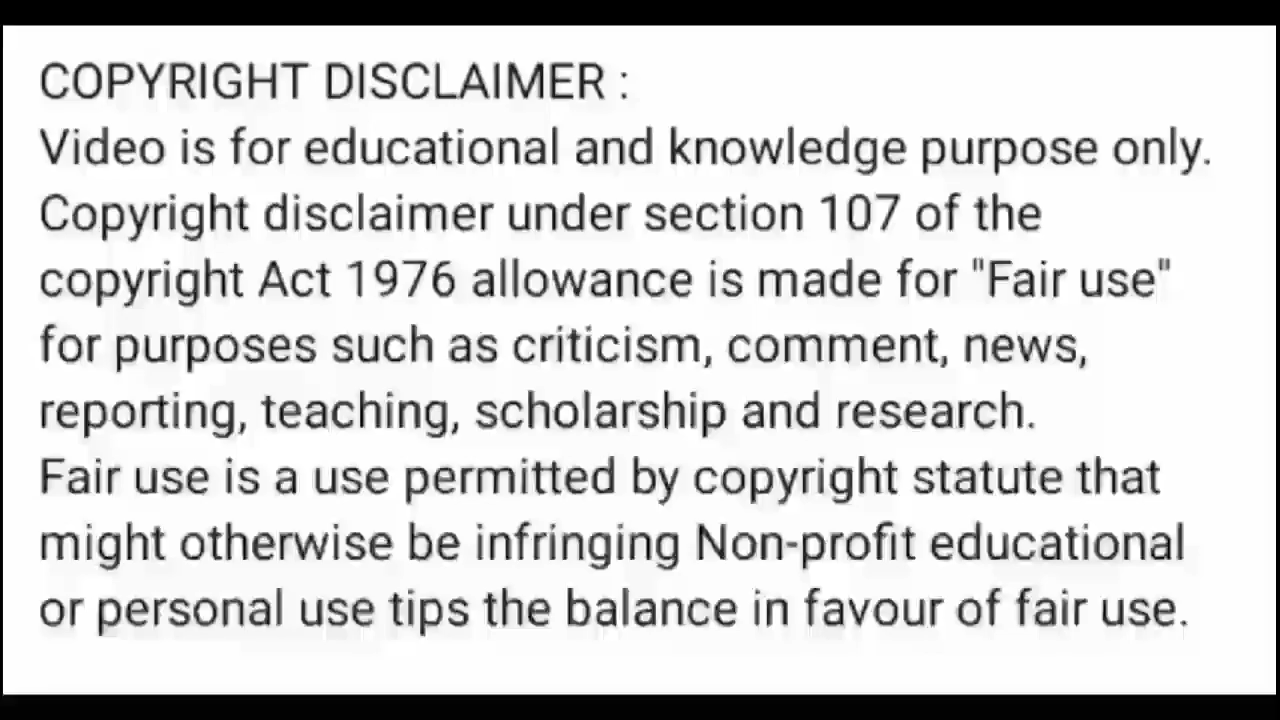 COPYRIGHT DISCLAIMER :
Video is for educational and knowledge purpose only.
Copyright disclaimer under section 107 of the
copyright Act 1976 allowance is made for "Fair use"
for purposes such as criticism, comment, news,
reporting, teaching, scholarship and research.
Fair use is a use permitted by copyright statute that
might otherwise be infringing Non-profit educational
or personal use tips the balance in favour of fair use.